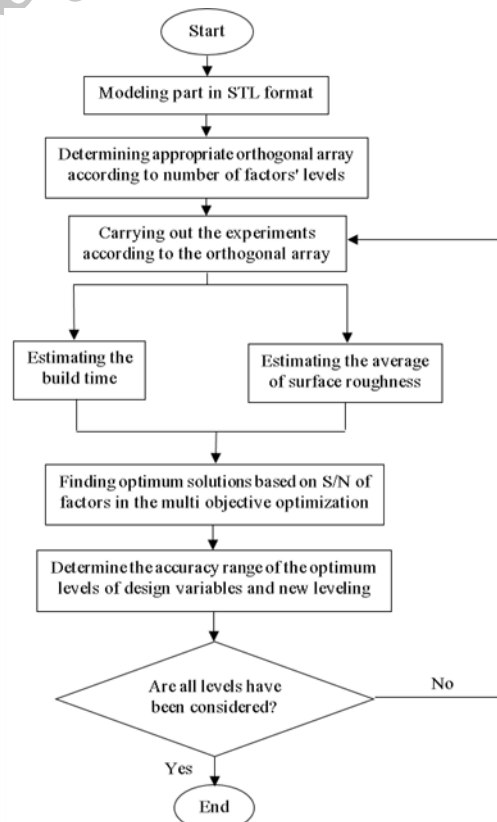 Start
Modeling part in STL format
Determining appropriate orthogonal array
according to number of factors' levels
Carrying out the experiments
according to the orthogonal array
Estimating the
build time
Estimating the average
of surface roughness
Finding optimum solutions based on S/N of
factors in the multi objective optimization
Determine the accuracy range of the optimum
levels of design variables and new leveling
Are all levels have
been considered?
No
Yes
End